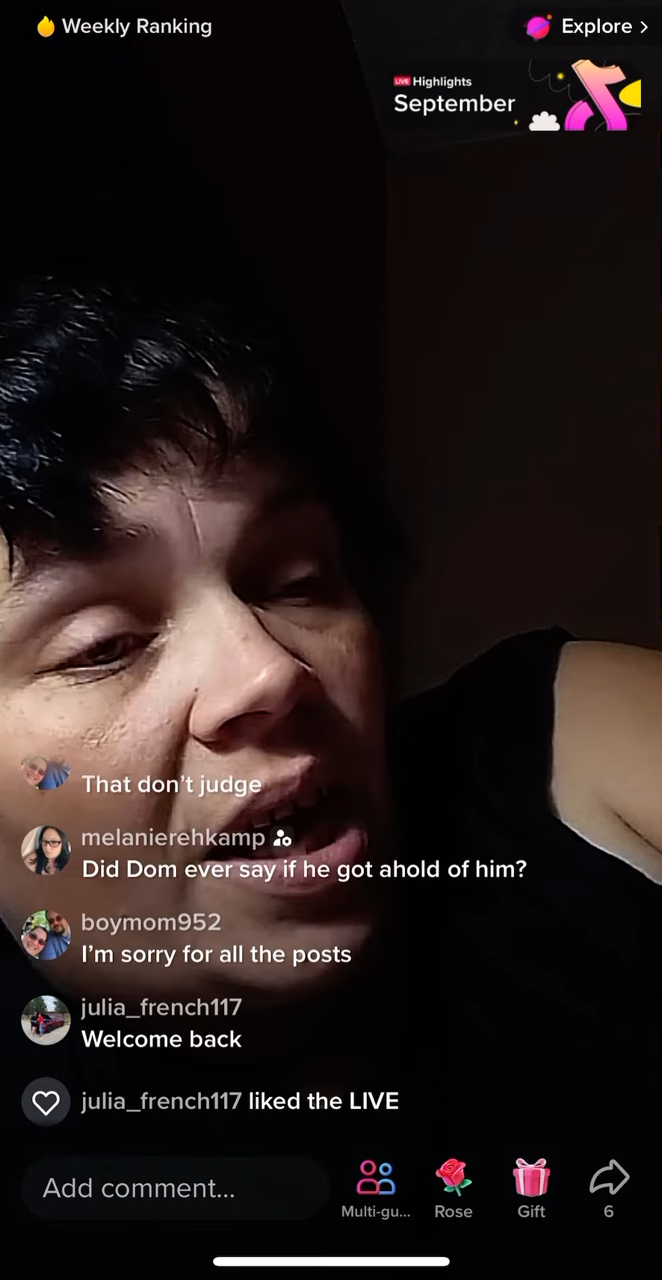 Weekly Ranking
Explore >
LIVE Highlights
September
That don't judge
melanierehkamp
Did Dom ever say if he got ahold of him?
boymom952
I'm sorry for all the posts
julia_french117
Welcome back
julia_french117 liked the LIVE
Add comment...
Multi-gu...
Rose
Gift
6